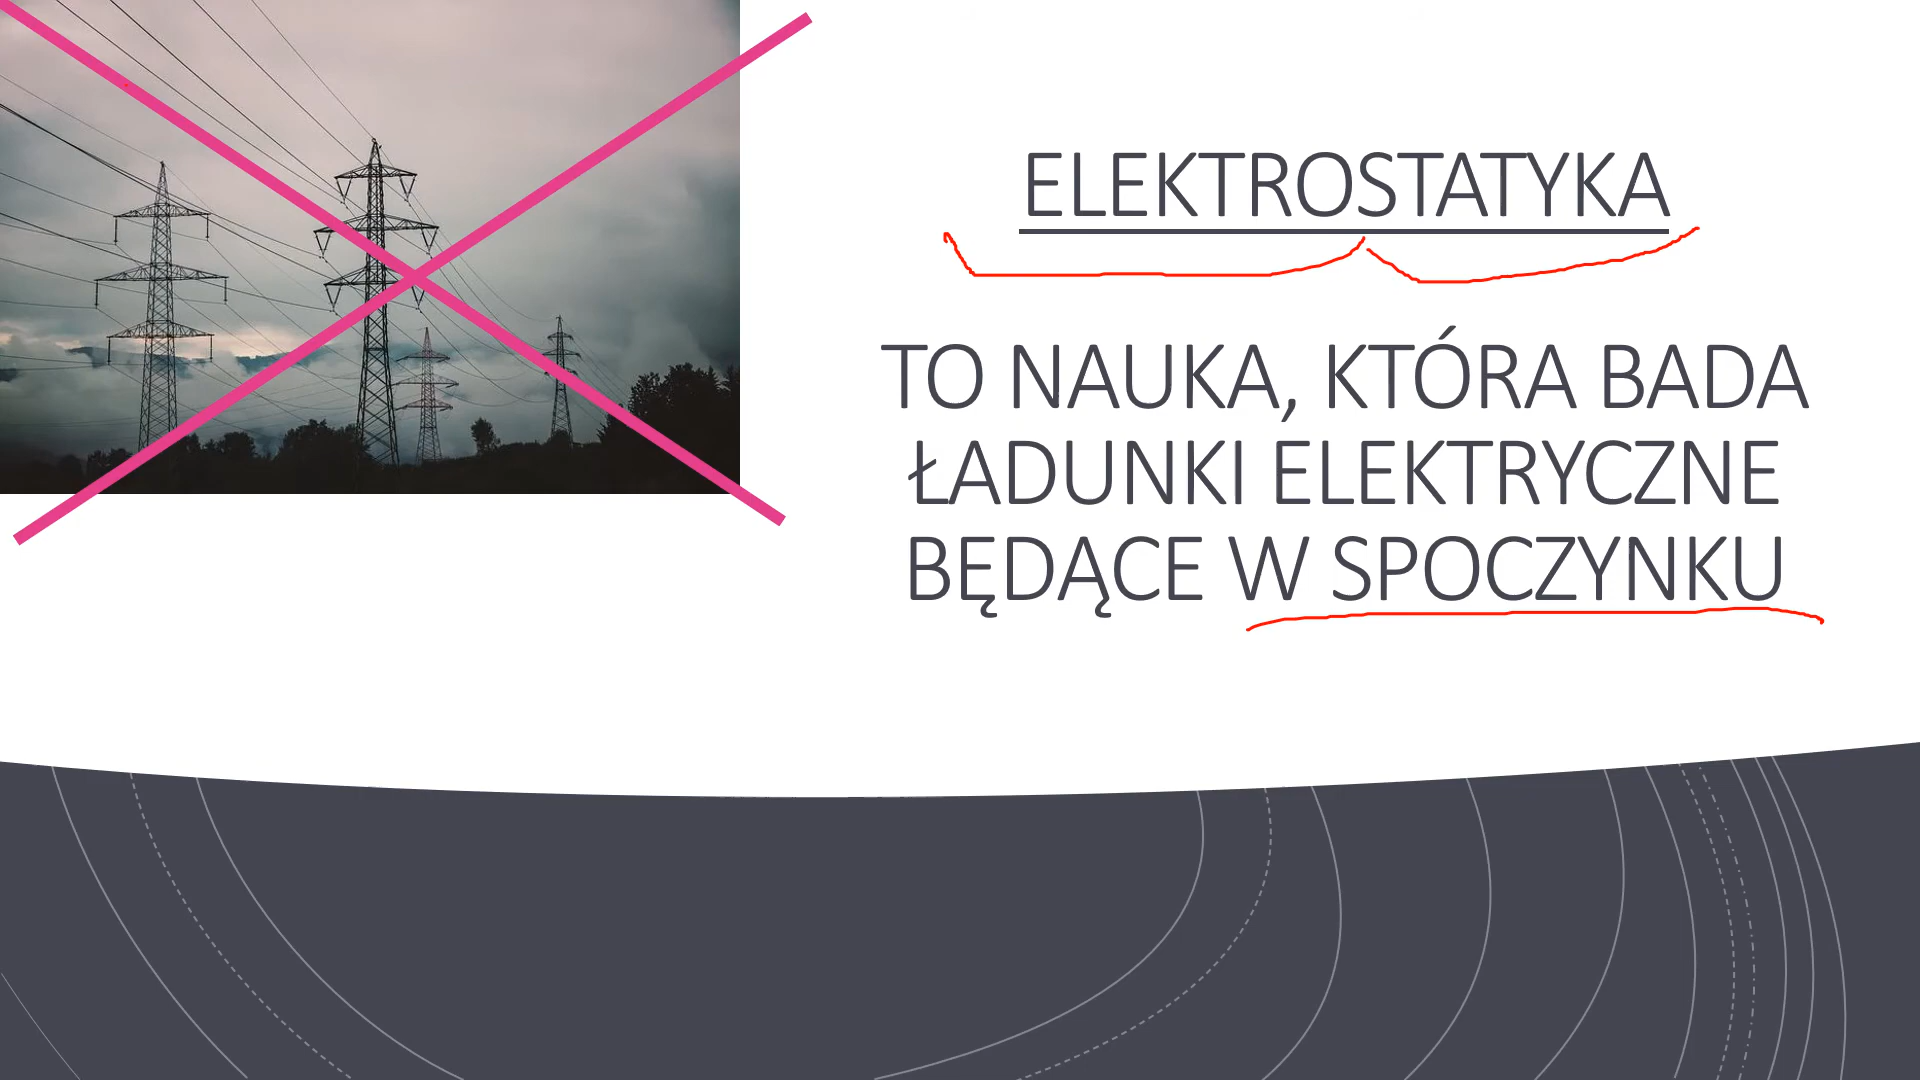 ELEKTROSTATYKA
TO NAUKA, KTÓRA BADA
ŁADUNKI ELEKTRYCZNE
BĘDĄCE W SPOCZYNKU